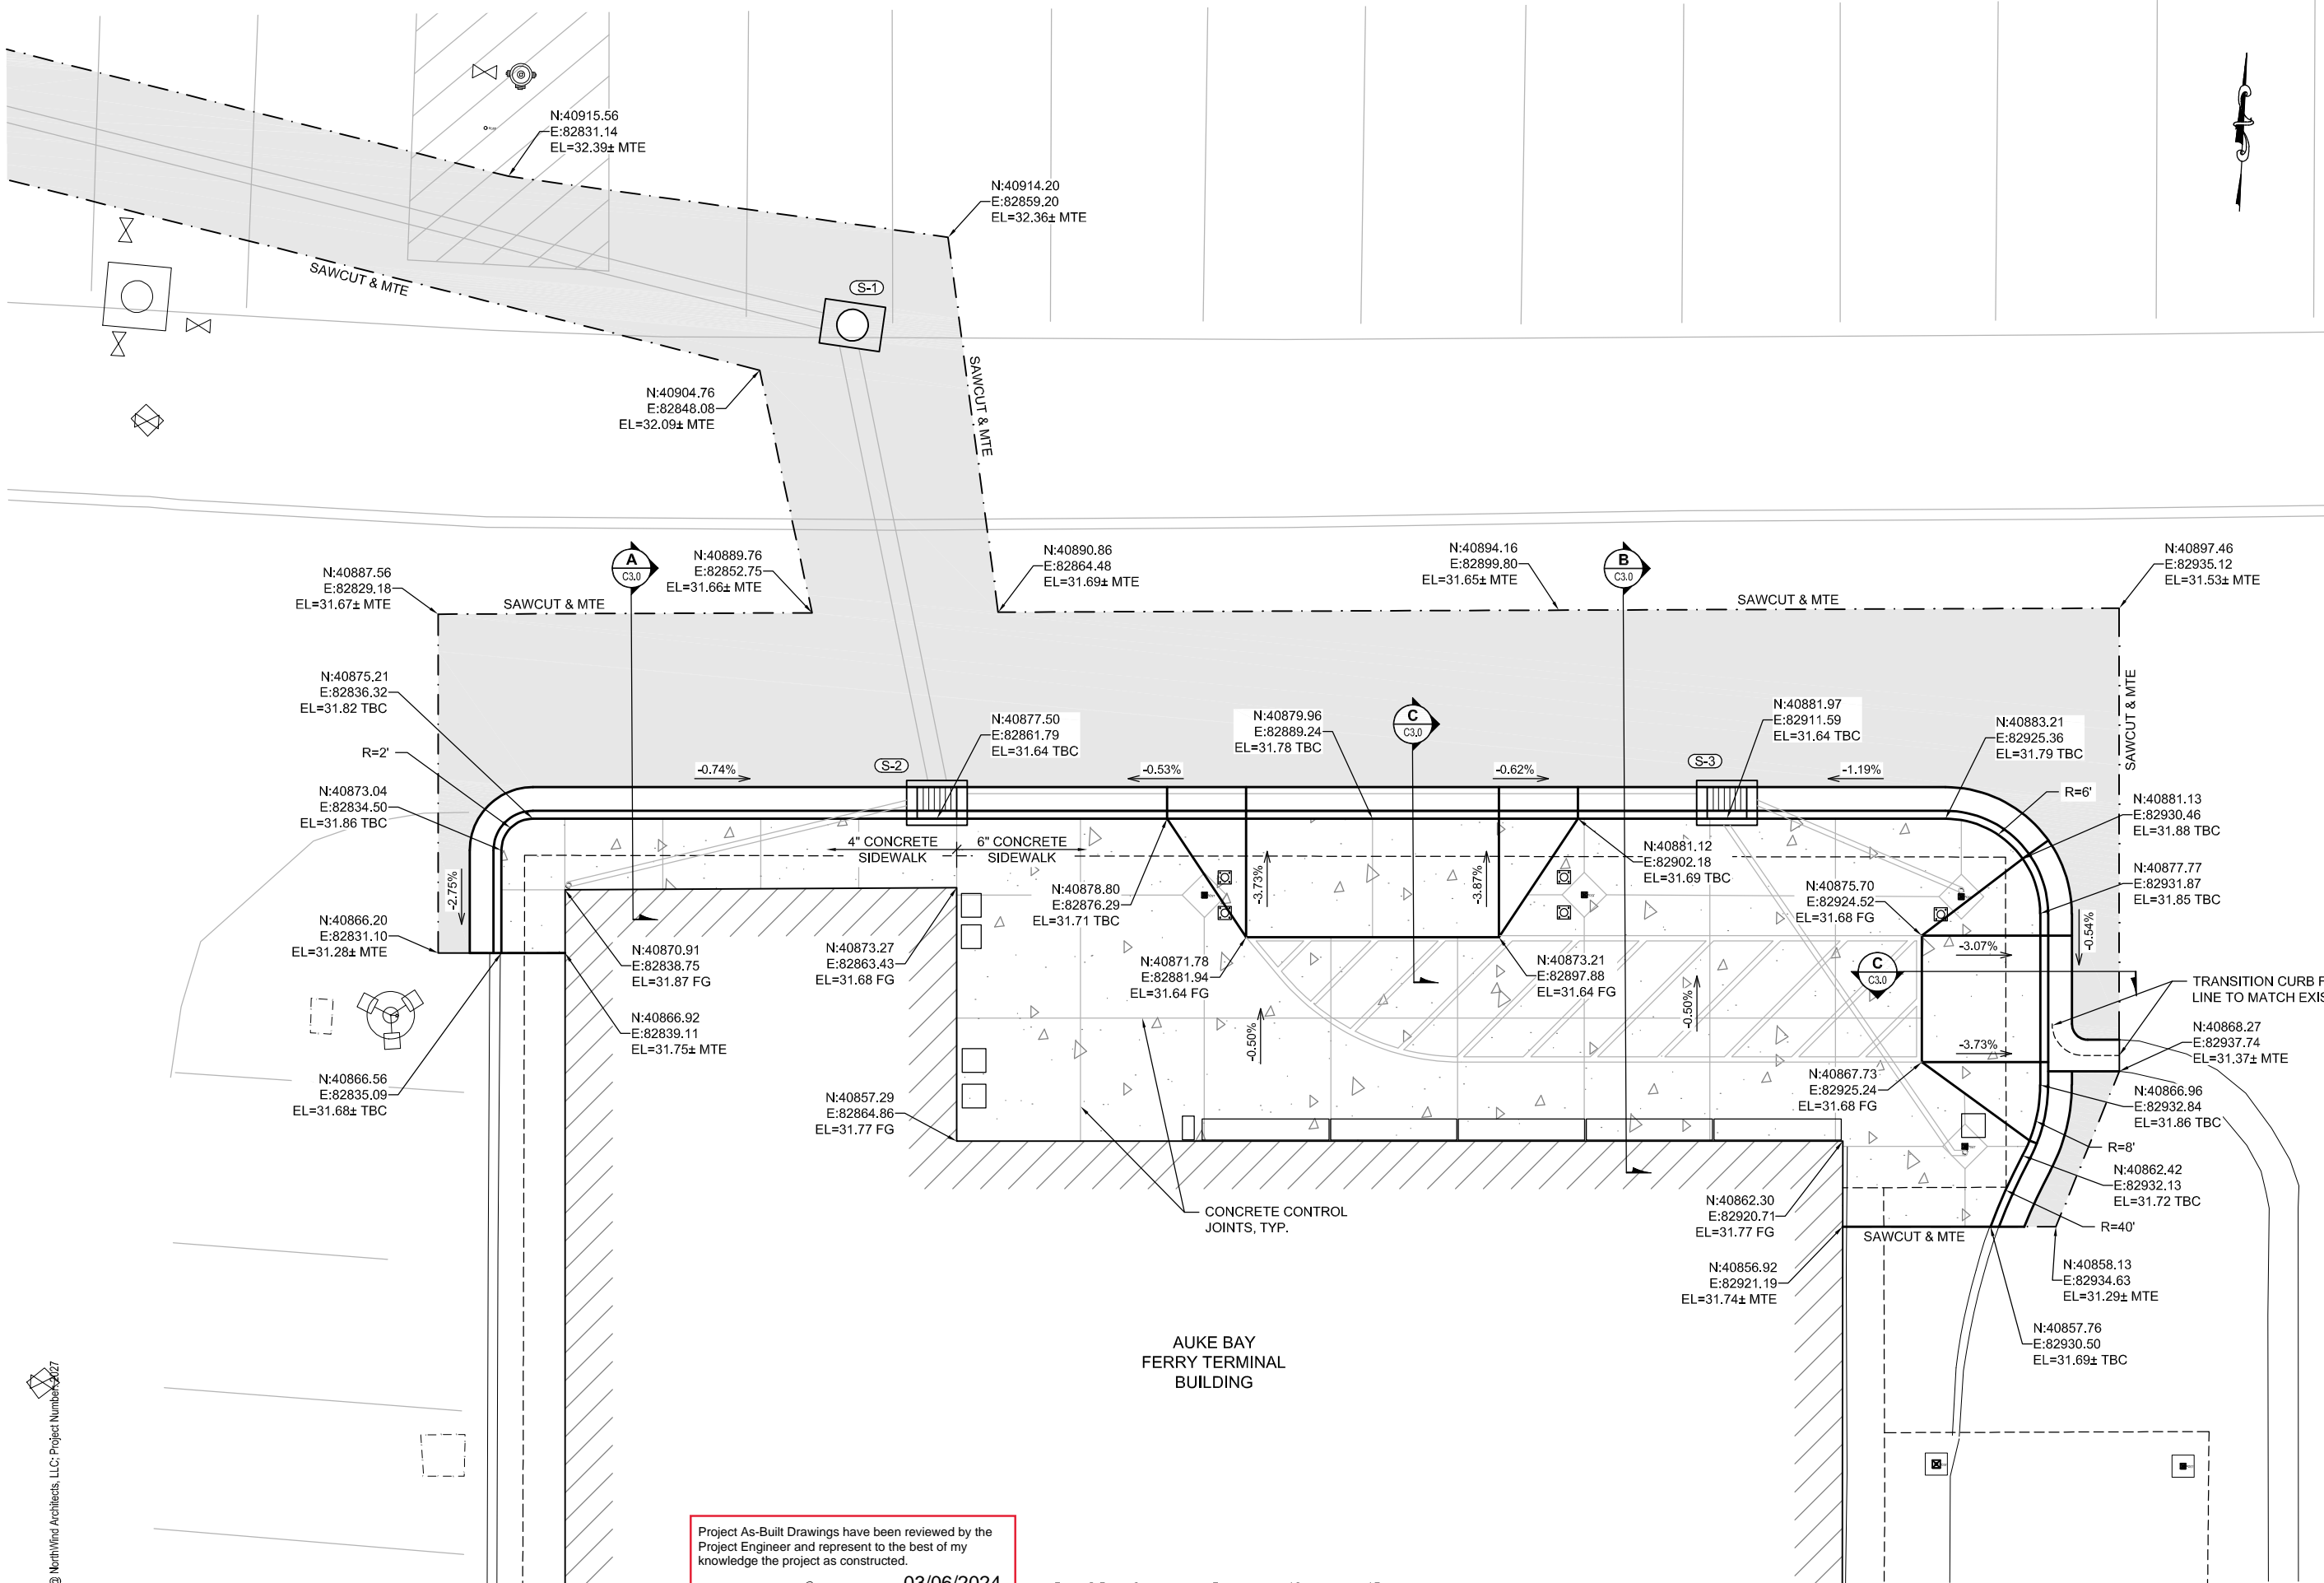 N:40915.56
E:82831.14
EL=32.39± MTE
N:40914.20
E:82859.20
EL=32.36± MTE
SAWCUT & MTE
S-1
SAWCUT & MTE
N:40904.76
E:82848.08
EL=32.09± MTE
N:40887.56
E:82829.18
EL=31.67± MTE
SAWCUT & MTE
A
C3.0
N:40889.76
E:82852.75
EL=31.66± MTE
N:40890.86
E:82864.48
EL=31.69± MTE
N:40894.16
E:82899.80
EL=31.65± MTE
B
C3.0
SAWCUT & MTE
N:40897.46
E:82935.12
EL=31.53± MTE
SAWCUT & MTE
N:40875.21
E:82836.32
EL=31.82 TBC
R=2'
N:40873.04
E:82834.50
EL=31.86 TBC
-0.74%
S-2
N:40877.50
E:82861.79
EL=31.64 TBC
-0.53%
N:40879.96
E:82889.24
EL=31.78 TBC
C
C3.0
-0.62%
S-3
N:40881.97
E:82911.59
EL=31.64 TBC
-1.19%
N:40883.21
E:82925.36
EL=31.79 TBC
R=6'
N:40881.13
E:82930.46
EL=31.88 TBC
N:40877.77
E:82931.87
EL=31.85 TBC
4" CONCRETE
SIDEWALK
6" CONCRETE
SIDEWALK
-2.75%
N:40866.20
E:82831.10
EL=31.28± MTE
N:40870.91
E:82838.75
EL=31.87 FG
N:40873.27
E:82863.43
EL=31.68 FG
N:40878.80
E:82876.29
EL=31.71 TBC
-3.73%
-3.87%
N:40881.12
E:82902.18
EL=31.69 TBC
N:40875.70
E:82924.52
EL=31.68 FG
-3.07%
-0.54%
N:40871.78
E:82881.94
EL=31.64 FG
N:40873.21
E:82897.88
EL=31.64 FG
C
C3.0
-0.50%
-0.50%
TRANSITION CURB F
LINE TO MATCH EXIS
N:40866.92
E:82839.11
EL=31.75± MTE
N:40868.27
E:82937.74
EL=31.37± MTE
-3.73%
N:40866.56
E:82835.09
EL=31.68± TBC
N:40857.29
E:82864.86
EL=31.77 FG
N:40867.73
E:82925.24
EL=31.68 FG
N:40866.96
E:82932.84
EL=31.86 TBC
R=8'
N:40862.42
E:82932.13
EL=31.72 TBC
R=40'
CONCRETE CONTROL
JOINTS, TYP.
N:40862.30
E:82920.71
EL=31.77 FG
SAWCUT & MTE
N:40856.92
E:82921.19
EL=31.74± MTE
N:40858.13
E:82934.63
EL=31.29± MTE
N:40857.76
E:82930.50
EL=31.69± TBC
AUKE BAY
FERRY TERMINAL
BUILDING
@ NorthWind Architects, LLC; Project Number: 2027
Project As-Built Drawings have been reviewed by the
Project Engineer and represent to the best of my
knowledge the project as constructed.
03/06/2024